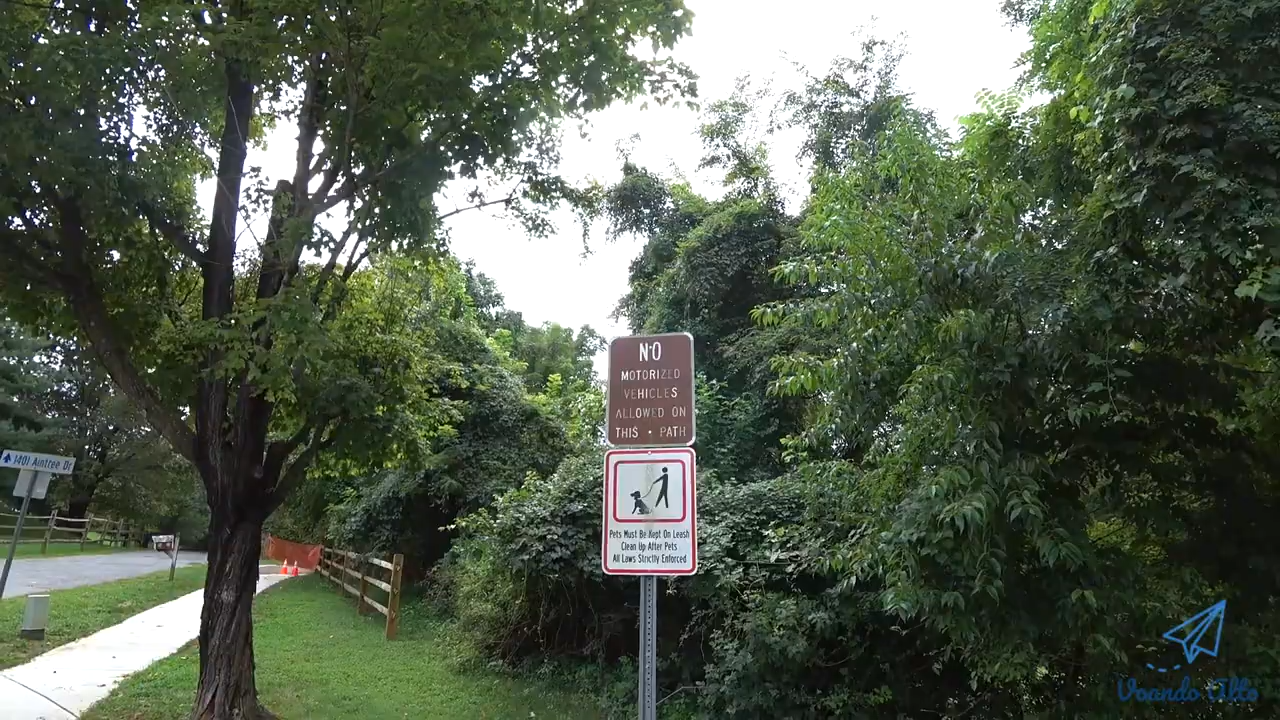 NO
MOTORIZED
VEHICLES
ALLOWED ON
THIS • PATH
Pets Must Be Kept On Leash
Clean Up After Pets
All Laws Strictly Enforced
1401 Aintree Dr
Voando Alto